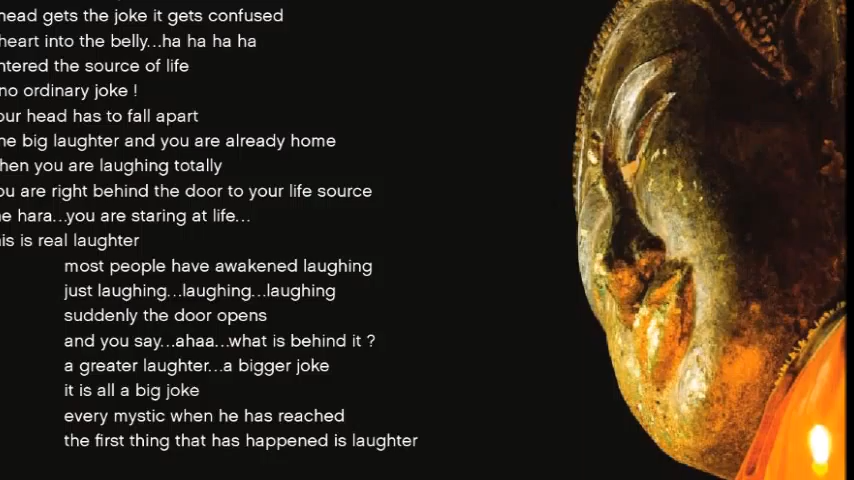 head gets the joke it gets confused
heart into the belly...ha ha ha ha
ntered the source of life
no ordinary joke !
our head has to fall apart
ne big laughter and you are already home
hen you are laughing totally
ou are right behind the door to your life source
e hara...you are staring at life...
is is real laughter
most people have awakened laughing
just laughing...laughing...laughing
suddenly the door opens
and you say...ahaa...what is behind it ?
a greater laughter...a bigger joke
it is all a big joke
every mystic when he has reached
the first thing that has happened is laughter